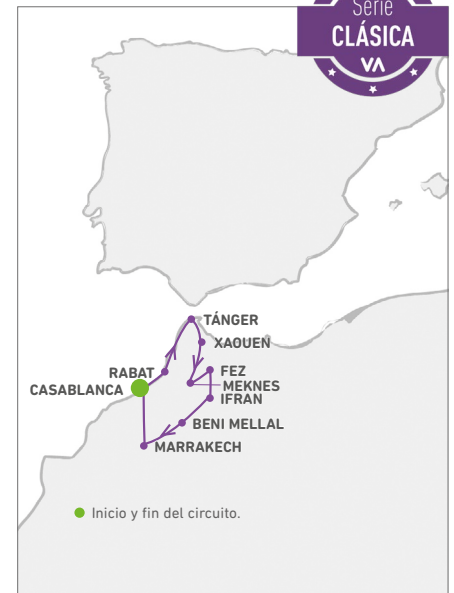 Serie
CLÁSICA
VA
TÁNGER
XAOUEN
RABAT
FEZ
CASABLANCA
MEKNES
IFRAN
BENI MELLAL
MARRAKECH
Inicio y fin del circuito.